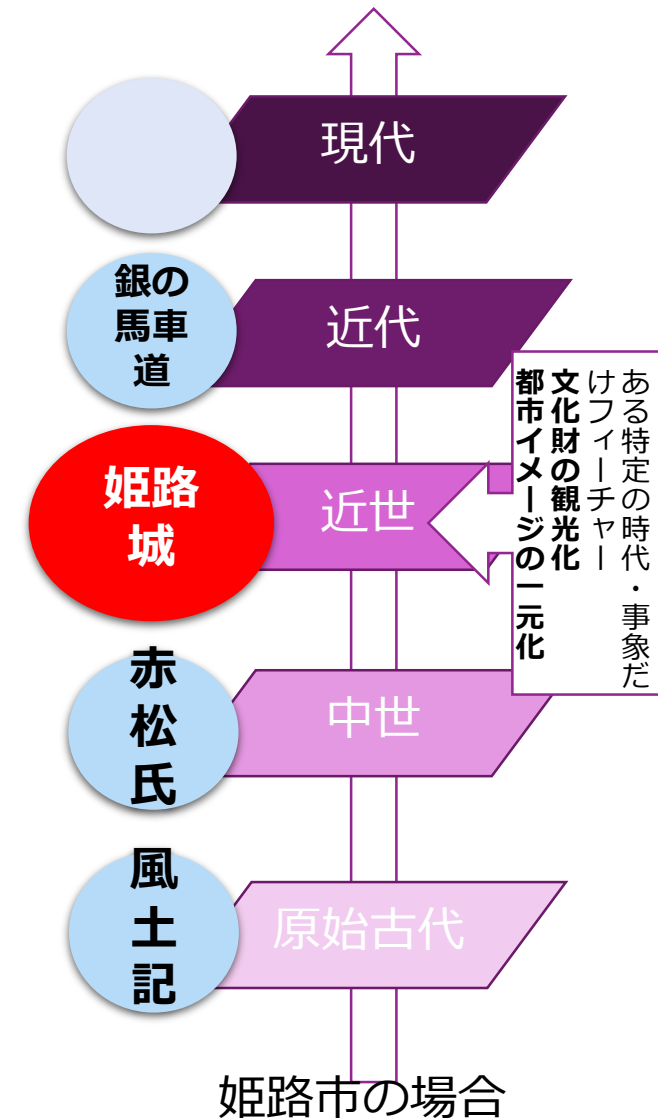 現代
銀の
馬車
道
近代
ある特定の時代・事象だ
けフィーチャー
文化財の観光化
都市イメージの一元化
姫路
城
近世
赤
松
氏
中世
風
土
記
原始古代
姫路市の場合